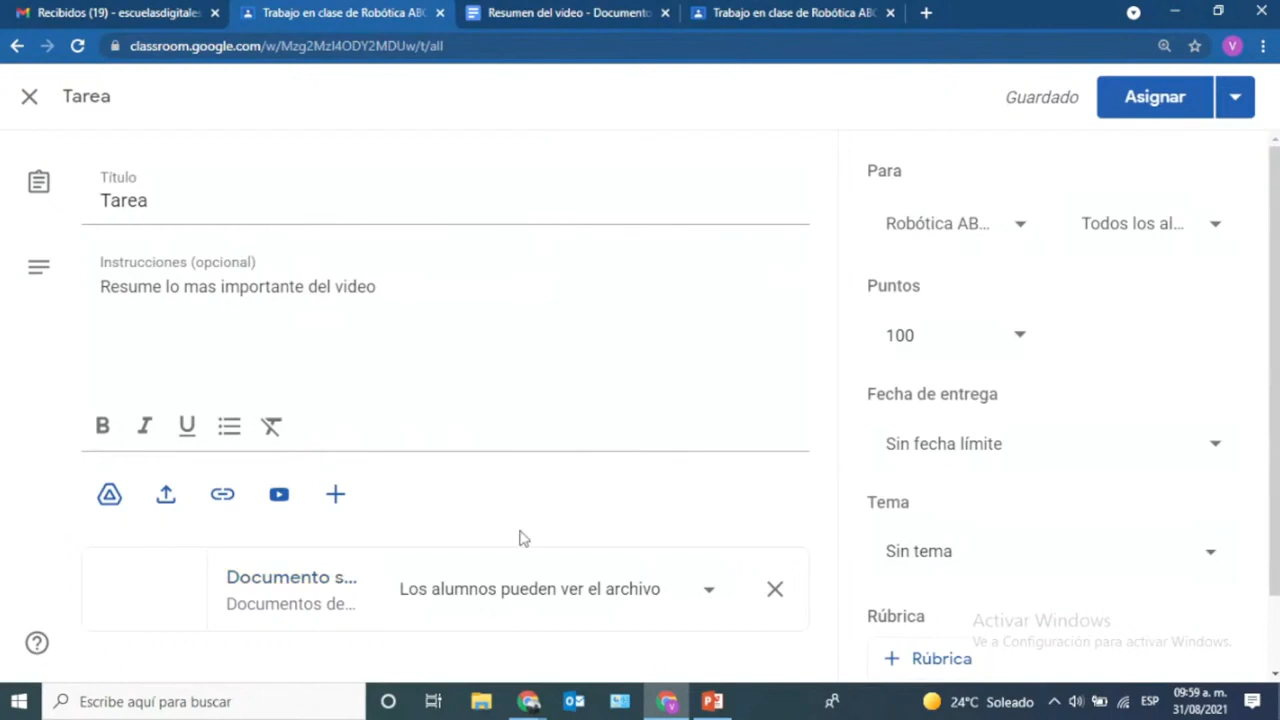 Recibidos (19) - escuelasdigitales
Trabajo en clase de Robótica ABC
Resumen del video - Documento
Trabajo en clase de Robótica ABC
classroom.google.com/w/Mzg2MzI4ODY2MDUw/t/all
V
Tarea
Guardado
Asignar
Título
Tarea
Instrucciones (opcional)
Resume lo mas importante del video
B I U
Documento s...
Documentos de...
Los alumnos pueden ver el archivo
Para
Robótica AB...
Todos los al...
Puntos
100
Fecha de entrega
Sin fecha límite
Tema
Sin tema
Rúbrica
+ Rúbrica
Activar Windows
Ve a Configuración para activar Windows.
Escribe aquí para buscar
24°C Soleado
ESP
09:59 a. m.
31/08/2021